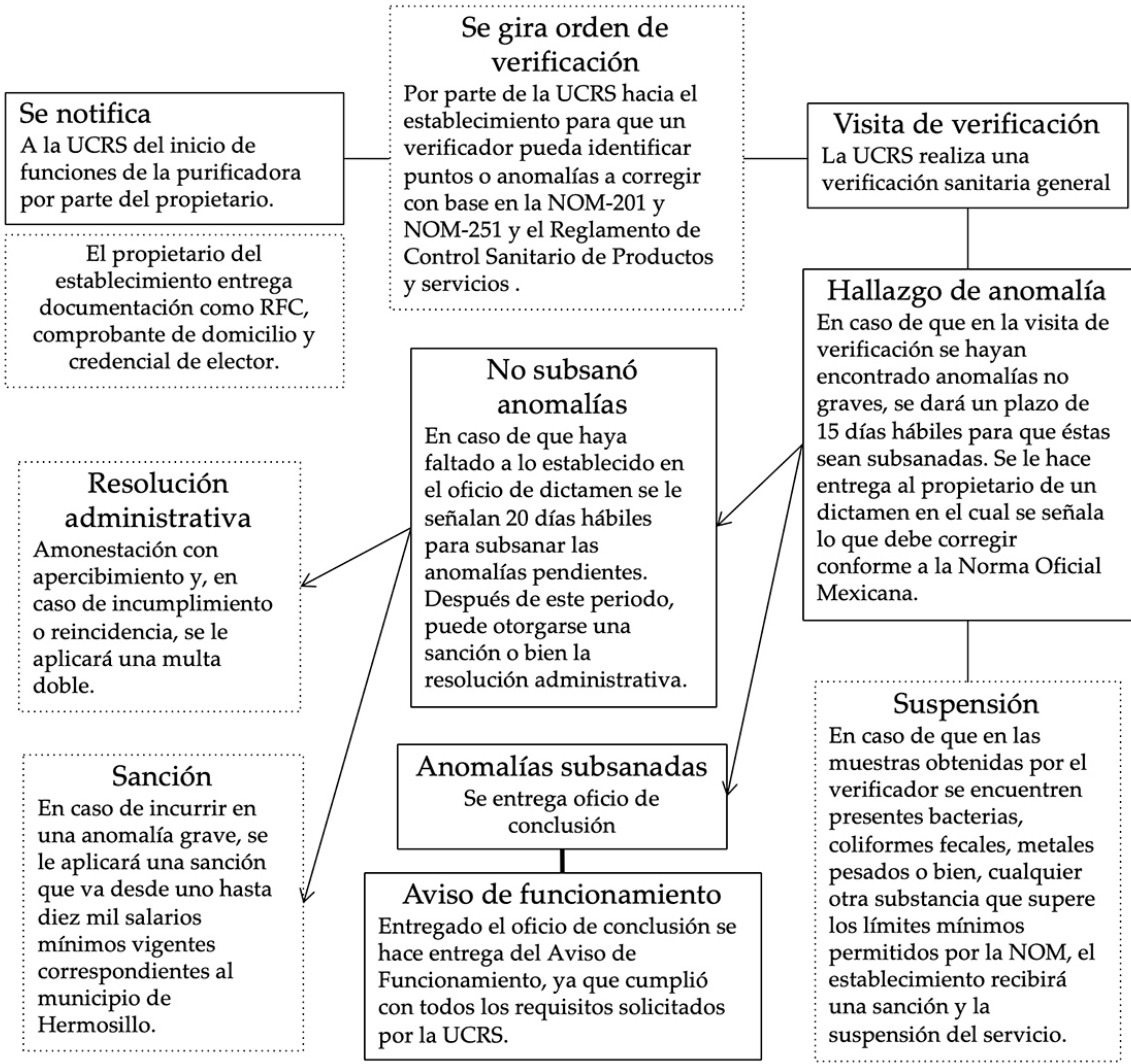 Se notifica
A la UCRS del inicio de
funciones de la purificadora
por parte del propietario.
El propietario del
establecimiento entrega
documentación como RFC,
comprobante de domicilio y
credencial de elector.
Se gira orden de
verificación
Por parte de la UCRS hacia el
establecimiento para que un
verificador pueda identificar
puntos o anomalías a corregir
con base en la NOM-201 y
NOM-251 y el Reglamento de
Control Sanitario de Productos
y servicios .
Visita de verificación
La UCRS realiza una
verificación sanitaria general
Hallazgo de anomalía
En caso de que en la visita de
verificación se hayan
encontrado anomalías no
graves, se dará un plazo de
15 días hábiles para que éstas
sean subsanadas. Se le hace
entrega al propietario de un
dictamen en el cual se señala
lo que debe corregir
conforme a la Norma Oficial
Mexicana.
No subsanó
anomalías
En caso de que haya
faltado a lo establecido en
el oficio de dictamen se le
señalan 20 días hábiles
para subsanar las
anomalías pendientes.
Después de este periodo,
puede otorgarse una
sanción o bien la
resolución administrativa.
Resolución
administrativa
Amonestación con
apercibimiento y, en
caso de incumplimiento
o reincidencia, se le
aplicará una multa
doble.
Sanción
En caso de incurrir en
una anomalía grave, se
le aplicará una sanción
que va desde uno hasta
diez mil salarios
mínimos vigentes
correspondientes al
municipio de
Hermosillo.
Anomalías subsanadas
Se entrega oficio de
conclusión
Aviso de funcionamiento
Entregado el oficio de conclusión se
hace entrega del Aviso de
Funcionamiento, ya que cumplió
con todos los requisitos solicitados
por la UCRS.
Suspensión
En caso de que en las
muestras obtenidas por el
verificador se encuentren
presentes bacterias,
coliformes fecales, metales
pesados o bien, cualquier
otra substancia que supere
los límites mínimos
permitidos por la NOM, el
establecimiento recibirá
una sanción y la
suspensión del servicio.